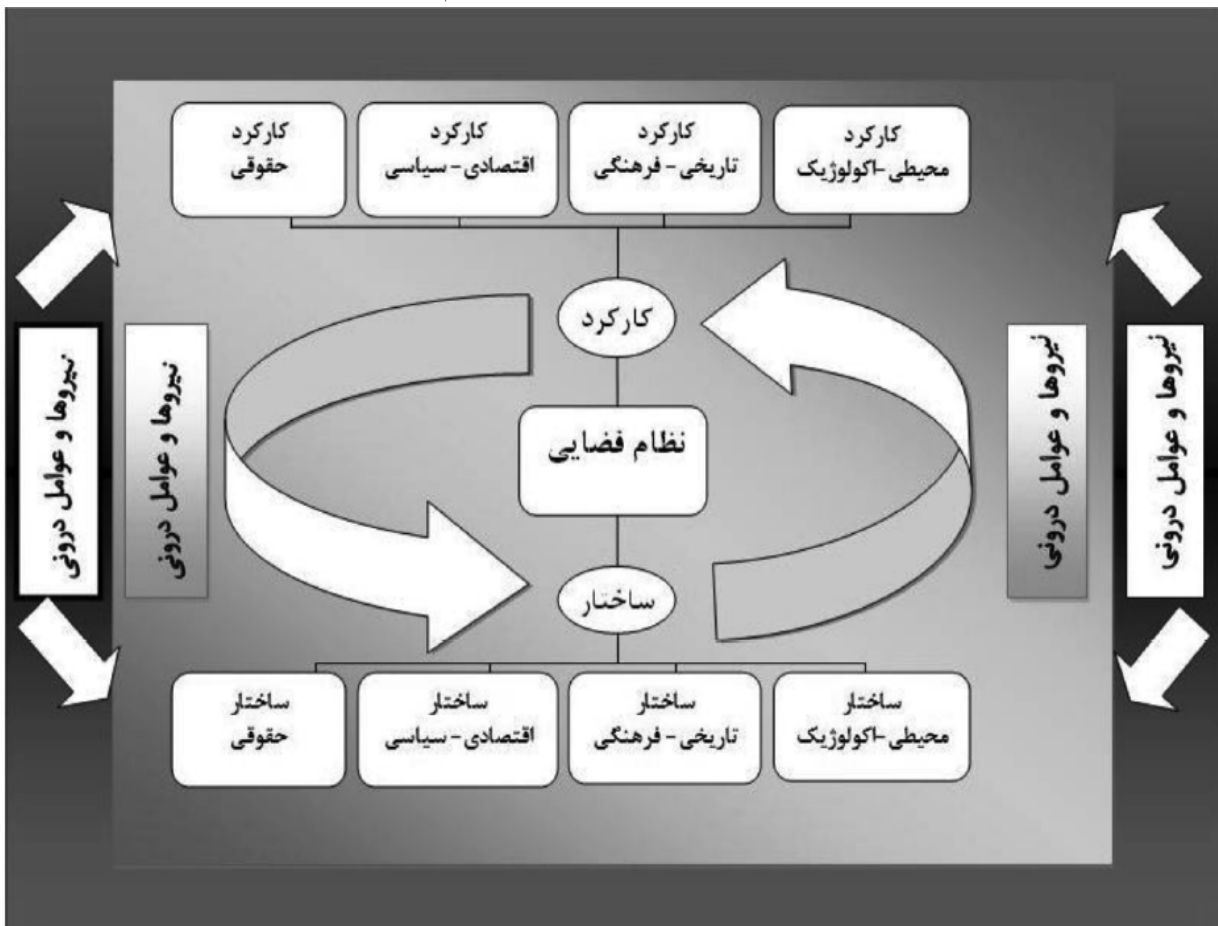 کارکرد
محیطی-اکولوژیک
کارکرد
تاریخی-فرهنگی
کارکرد
اقتصادی-سیاسی
کارکرد
حقوقی
کارکرد
نیروها و عوامل درونی
نیروها و عوامل درونی
نظام فضایی
نیروها و عوامل درونی
نیروها و عوامل درونی
ساختار
ساختار
محیطی-اکولوژیک
ساختار
تاریخی-فرهنگی
ساختار
اقتصادی-سیاسی
ساختار
حقوقی